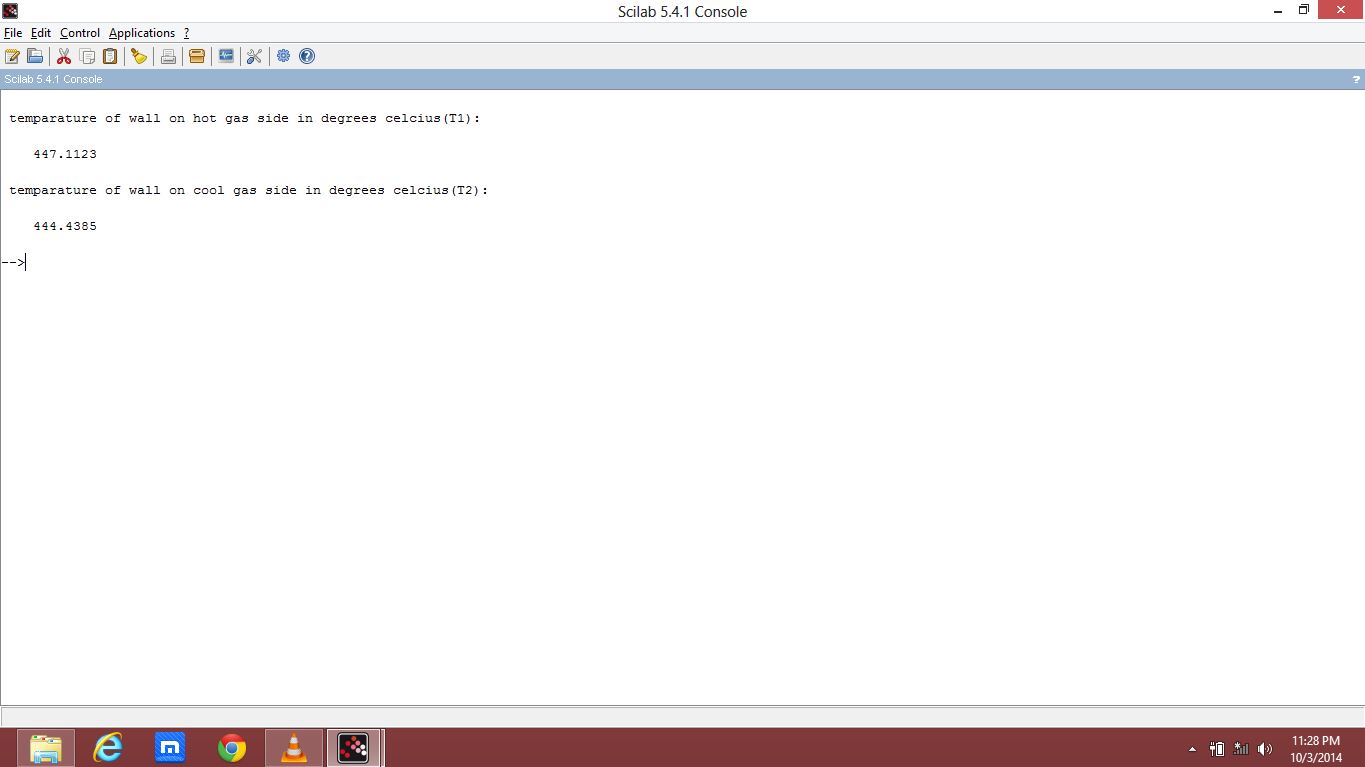 Scilab 5.4.1 Console
File Edit Control Applications ?
Scilab 5.4.1 Console ?
temparature of wall on hot gas side in degrees celcius(T1):
447.1123
temparature of wall on cool gas side in degrees celcius(T2):
444.4385
-->
11:28 PM
10/3/2014